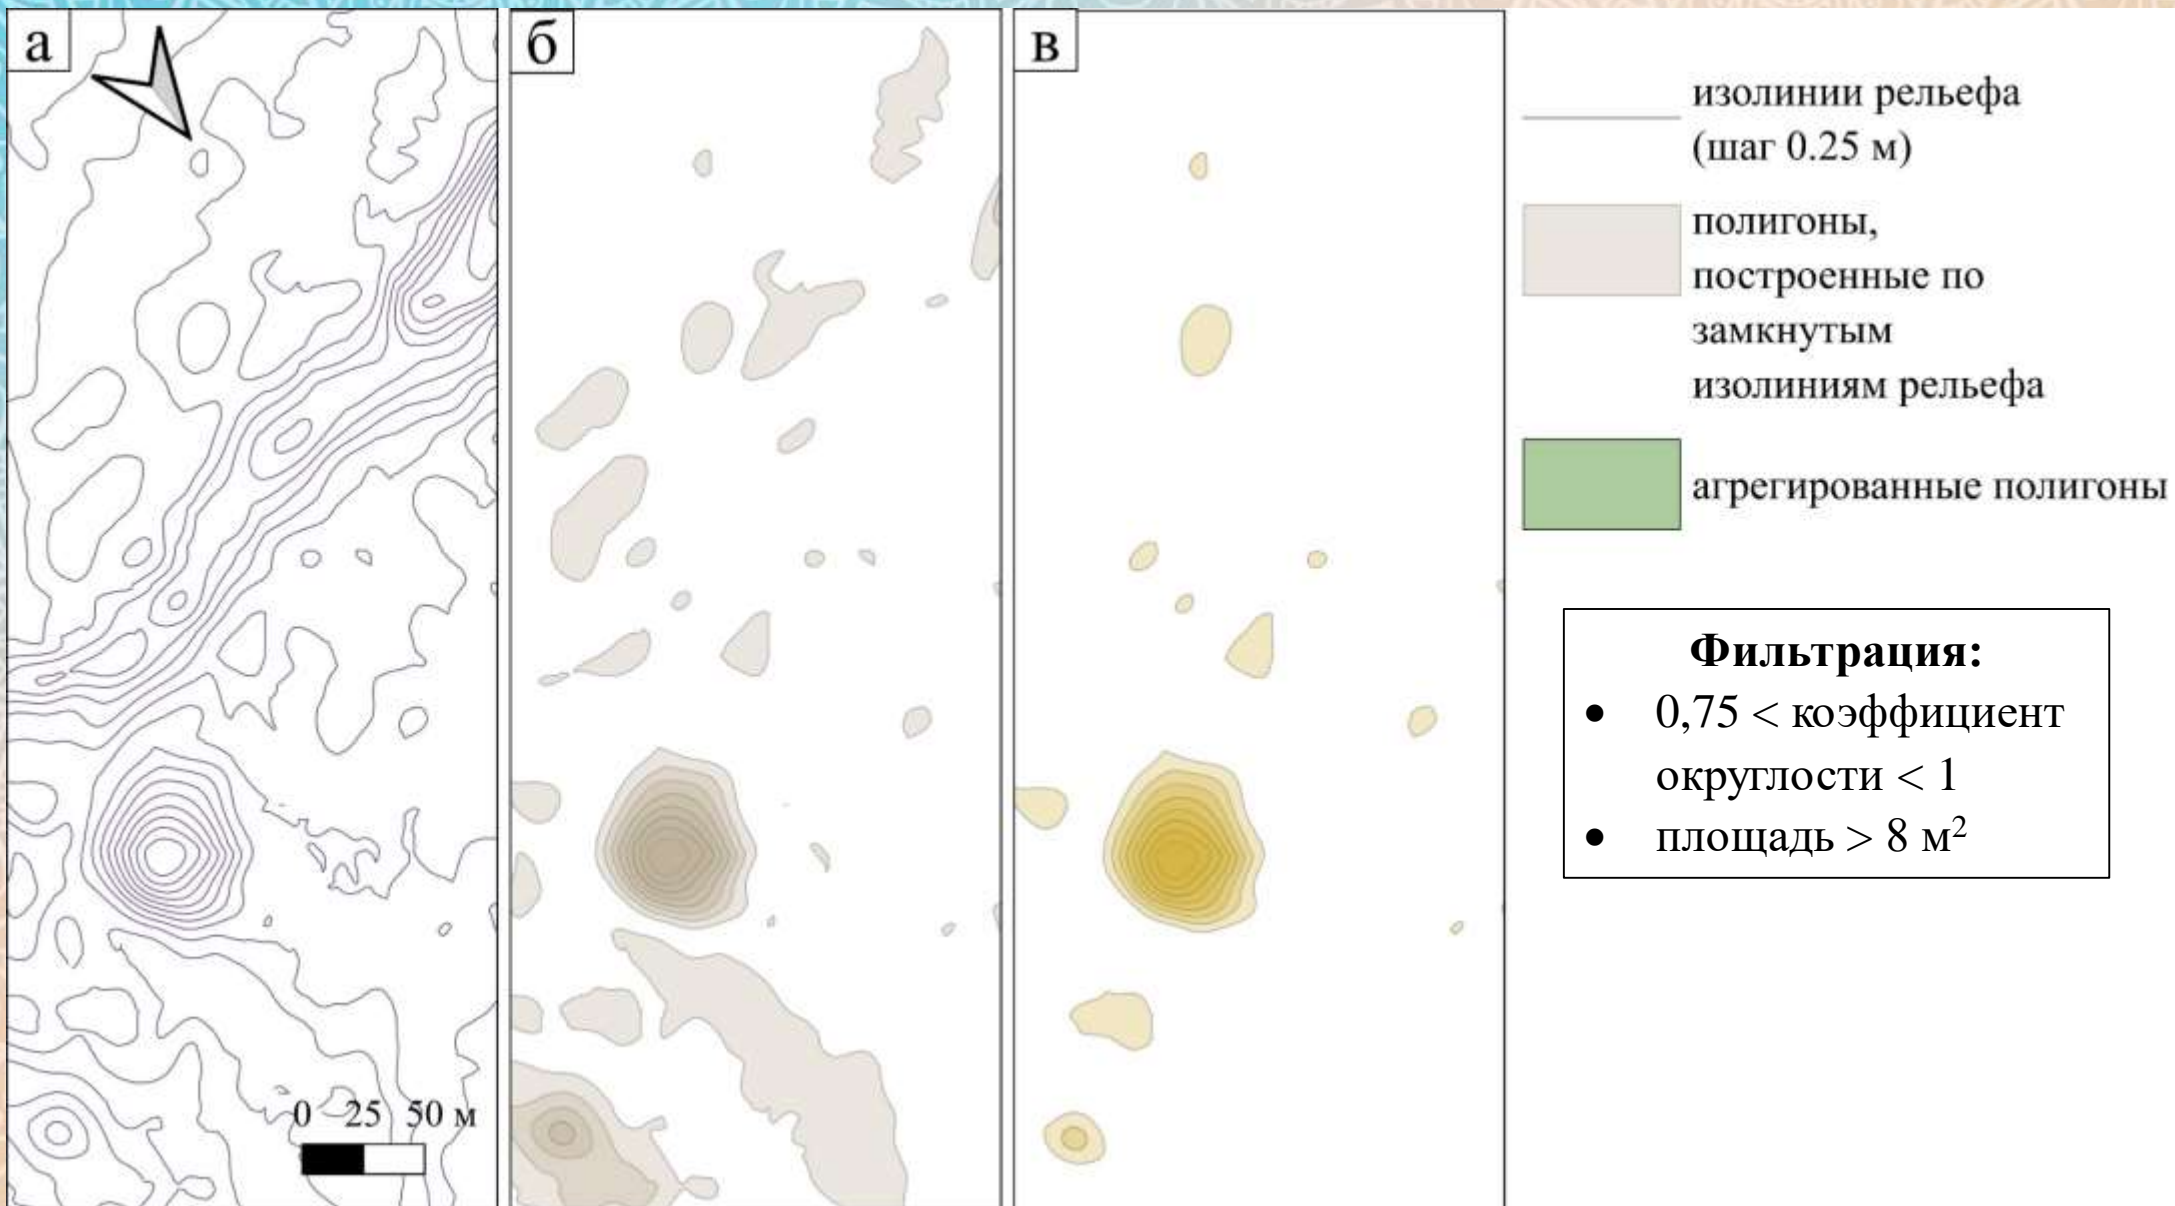 а
б
в
0 25 50 м
изолинии рельефа
(шаг 0.25 м)
полигоны,
построенные по
замкнутым
изолиниям рельефа
агрегированные полигоны
Фильтрация:
• 0,75 < коэффициент
округлости < 1
• площадь > 8 м²